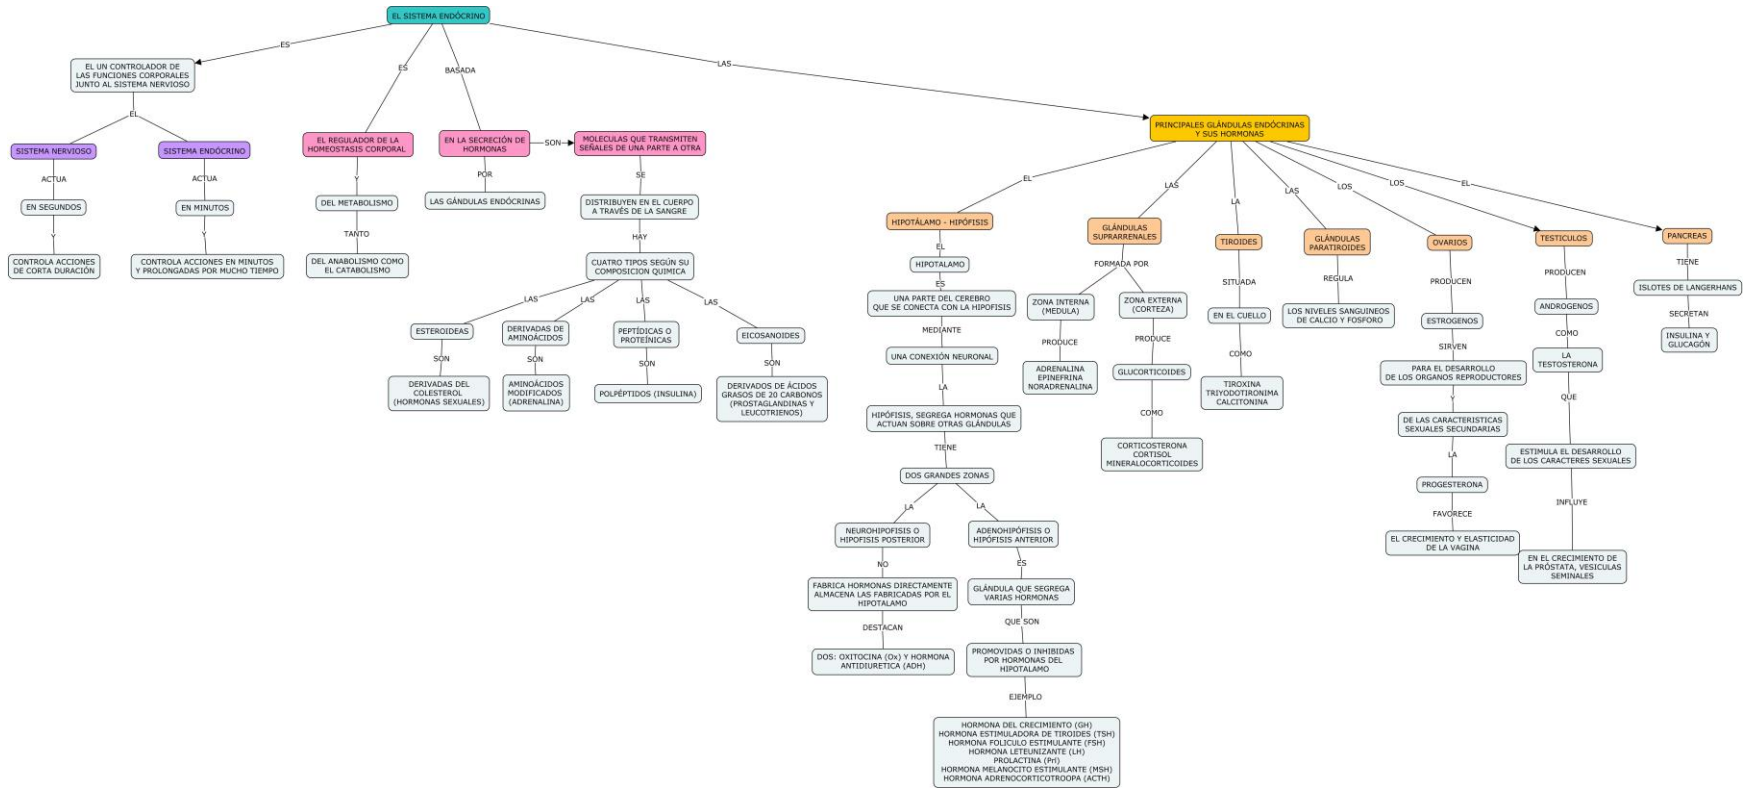 EL SISTEMA ENDÓCRINO
ES
ES
BASADA
LAS
EL UN CONTROLADOR DE
LAS FUNCIONES CORPORALES
JUNTO AL SISTEMA NERVIOSO
EL
SISTEMA NERVIOSO
ACTUA
EN SEGUNDOS
Y
CONTROLA ACCIONES
DE CORTA DURACIÓN
SISTEMA ENDÓCRINO
ACTUA
EN MINUTOS
Y
CONTROLA ACCIONES EN MINUTOS
Y PROLONGADAS POR MUCHO TIEMPO
EL REGULADOR DE LA
HOMEOSTASIS CORPORAL
Y
DEL METABOLISMO
TANTO
DEL ANABOLISMO COMO
EL CATABOLISMO
EN LA SECRECIÓN DE
HORMONAS
POR
LAS GÁNDULAS ENDÓCRINAS
SON
MOLECULAS QUE TRANSMITEN
SEÑALES DE UNA PARTE A OTRA
SE
DISTRIBUYEN EN EL CUERPO
A TRAVÉS DE LA SANGRE
HAY
CUATRO TIPOS SEGÚN SU
COMPOSICION QUIMICA
LAS
LAS
LAS
LAS
ESTEROIDEAS
SON
DERIVADAS DEL
COLESTEROL
(HORMONAS SEXUALES)
DERIVADAS DE
AMINOÁCIDOS
SON
AMINOÁCIDOS
MODIFICADOS
(ADRENALINA)
PEPTÍDICAS O
PROTEÍNICAS
SON
POLPÉPTIDOS (INSULINA)
EICOSANOIDES
SON
DERIVADOS DE ÁCIDOS
GRASOS DE 20 CARBONOS
(PROSTAGLANDINAS Y
LEUCOTRIENOS)
PRINCIPALES GLÁNDULAS ENDÓCRINAS
Y SUS HORMONAS
EL
LAS
LA
LAS
LOS
LOS
EL
HIPOTÁLAMO - HIPÓFISIS
EL
HIPOTALAMO
ES
UNA PARTE DEL CEREBRO
QUE SE CONECTA CON LA HIPOFISIS
MEDIANTE
UNA CONEXIÓN NEURONAL
LA
HIPÓFISIS, SEGREGA HORMONAS QUE
ACTUAN SOBRE OTRAS GLÁNDULAS
TIENE
DOS GRANDES ZONAS
LA
LA
NEUROHIPOFISIS O
HIPOFISIS POSTERIOR
NO
FABRICA HORMONAS DIRECTAMENTE
ALMACENA LAS FABRICADAS POR EL
HIPOTALAMO
DESTACAN
DOS: OXITOCINA (Ox) Y HORMONA
ANTIDIURETICA (ADH)
ADENOHIPÓFISIS O
HIPÓFISIS ANTERIOR
ES
GLÁNDULA QUE SEGREGA
VARIAS HORMONAS
QUE SON
PROMOVIDAS O INHIBIDAS
POR HORMONAS DEL
HIPOTALAMO
EJEMPLO
HORMONA DEL CRECIMIENTO (GH)
HORMONA ESTIMULADORA DE TIROIDES (TSH)
HORMONA FOLICULO ESTIMULANTE (FSH)
HORMONA LETEUNIZANTE (LH)
PROLACTINA (Prl)
HORMONA MELANOCITO ESTIMULANTE (MSH)
HORMONA ADRENOCORTICOTROOPA (ACTH)
GLÁNDULAS
SUPRARRENALES
FORMADA POR
ZONA INTERNA
(MEDULA)
PRODUCE
ADRENALINA
EPINEFRINA
NORADRENALINA
ZONA EXTERNA
(CORTEZA)
PRODUCE
GLUCORTICOIDES
COMO
CORTICOSTERONA
CORTISOL
MINERALOCORTICOIDES
TIROIDES
SITUADA
EN EL CUELLO
COMO
TIROXINA
TRIYODOTIRONIMA
CALCITONINA
GLÁNDULAS
PARATIROIDES
REGULA
LOS NIVELES SANGUINEOS
DE CALCIO Y FOSFORO
OVARIOS
PRODUCEN
ESTROGENOS
SIRVEN
PARA EL DESARROLLO
DE LOS ORGANOS REPRODUCTORES
Y
DE LAS CARACTERISTICAS
SEXUALES SECUNDARIAS
LA
PROGESTERONA
FAVORECE
EL CRECIMIENTO Y ELASTICIDAD
DE LA VAGINA
TESTICULOS
PRODUCEN
ANDROGENOS
COMO
LA
TESTOSTERONA
QUE
ESTIMULA EL DESARROLLO
DE LOS CARACTERES SEXUALES
INFLUYE
EN EL CRECIMIENTO DE
LA PRÓSTATA, VESICULAS
SEMINALES
PANCREAS
TIENE
ISLOTES DE LANGERHANS
SECRETAN
INSULINA Y
GLUCAGÓN